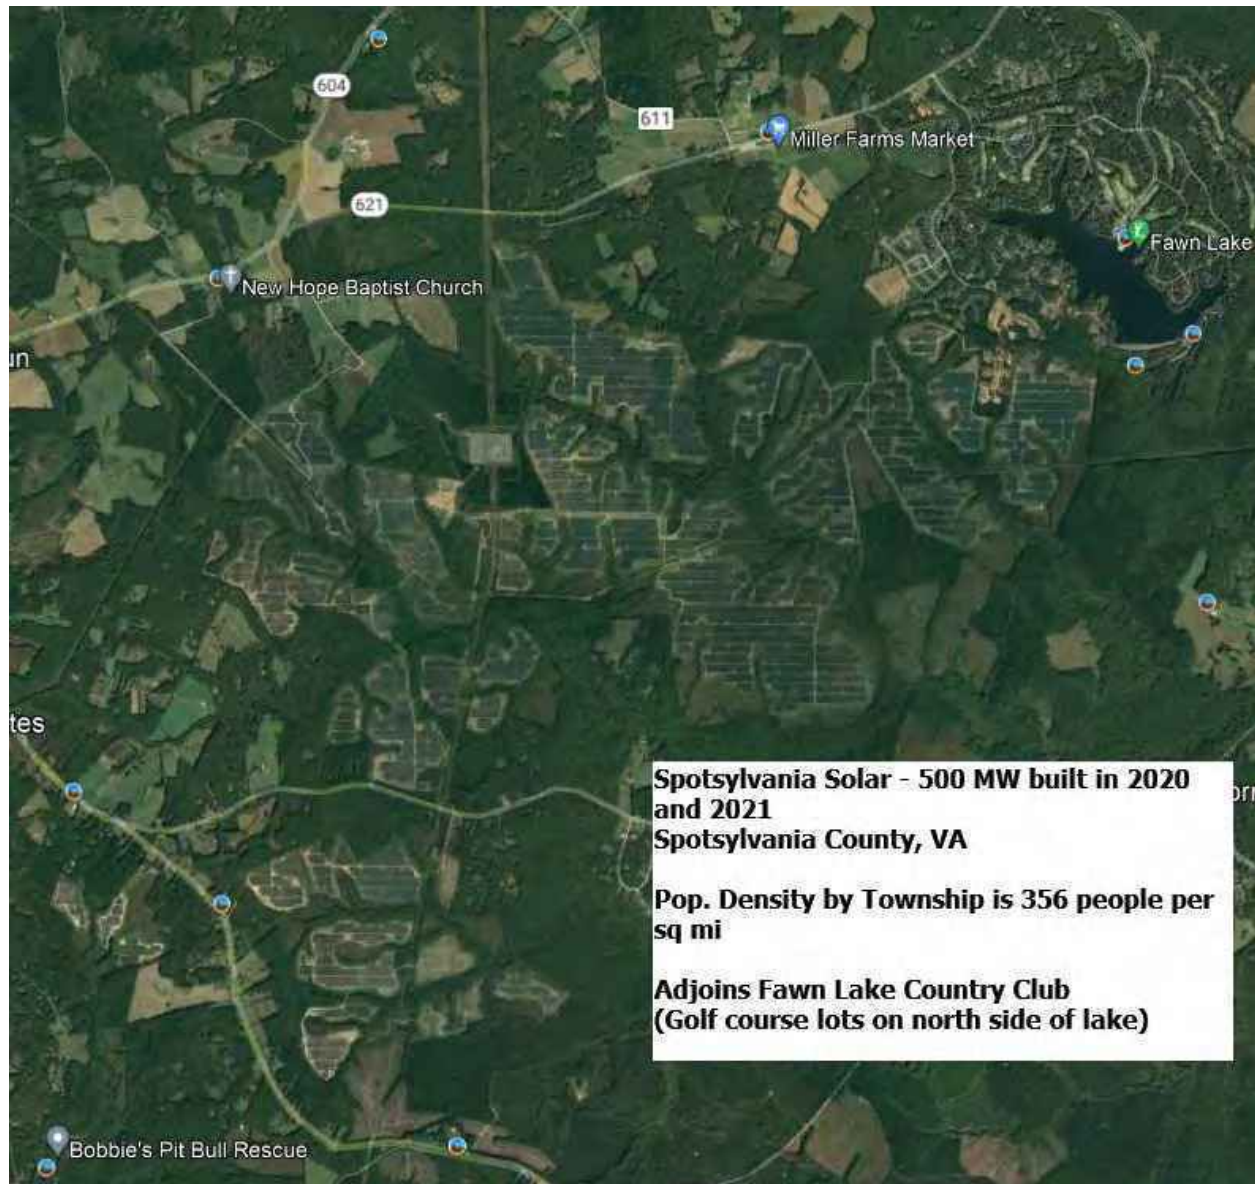 604
611
Miller Farms Market
621
Fawn Lake
New Hope Baptist Church
un
tes
Spotsylvania Solar - 500 MW built in 2020
and 2021
Spotsylvania County, VA
Pop. Density by Township is 356 people per
sq mi
Adjoins Fawn Lake Country Club
(Golf course lots on north side of lake)
orr
Bobbie's Pit Bull Rescue